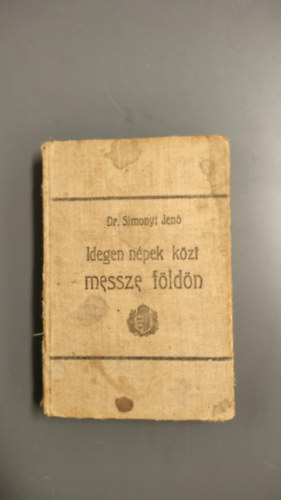 Dr. Simonyi Jenő
Idegen népek közt
messze földön